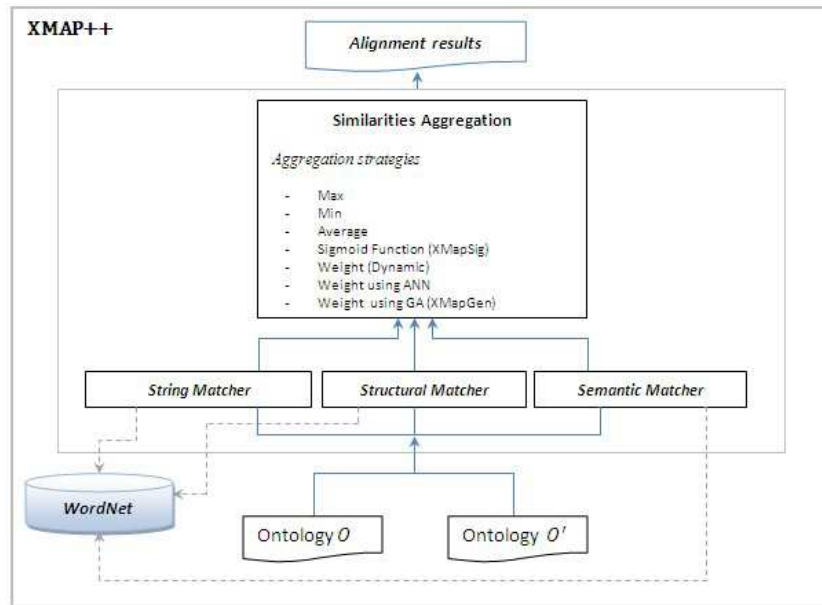 XMAP++
Alignment results
Similarities Aggregation
Aggregation strategies
- Max
- Min
- Average
- Sigmoid Function (XMapSig)
- Weight (Dynamic)
- Weight using ANN
- Weight using GA (XMapGen)
String Matcher
Structural Matcher
Semantic Matcher
WordNet
Ontology O
Ontology O'